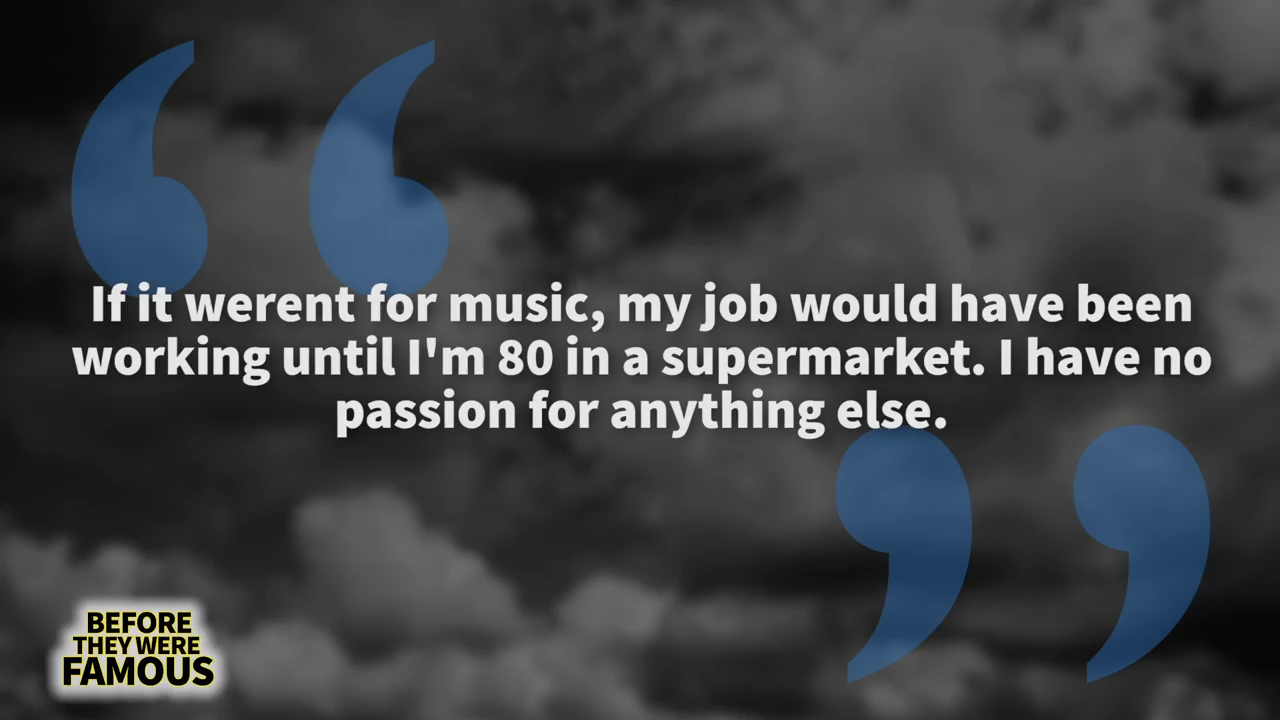 If it werent for music, my job would have been
working until I'm 80 in a supermarket. I have no
passion for anything else.
BEFORE
THEY WERE
FAMOUS